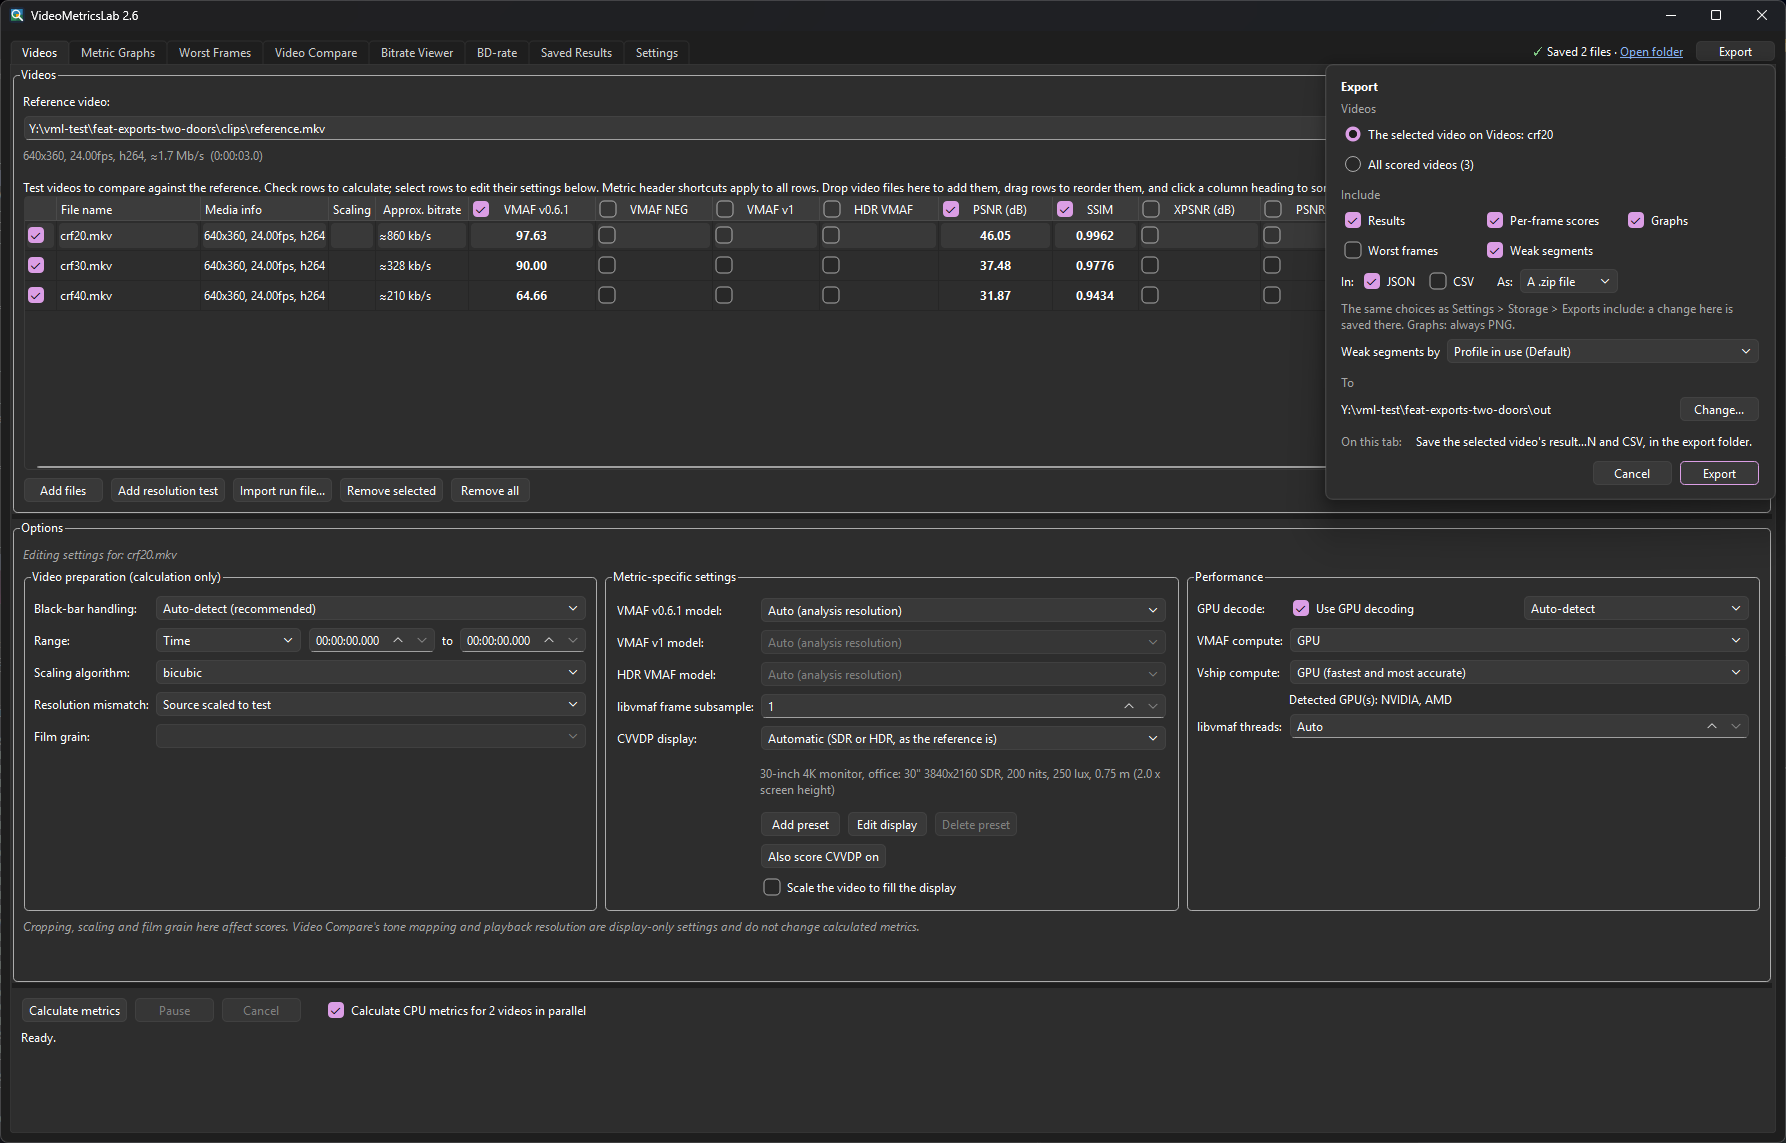 VideoMetricsLab 2.6
Videos Metric Graphs Worst Frames Video Compare Bitrate Viewer BD-rate Saved Results Settings
✓ Saved 2 files · Open folder Export
Videos
Reference video:
Y:\vml-test\feat-exports-two-doors\clips\reference.mkv
640x360, 24.00fps, h264, ≈1.7 Mb/s (0:00:03.0)
Test videos to compare against the reference. Check rows to calculate; select rows to edit their settings below. Metric header shortcuts apply to all rows. Drop video files here to add them, drag rows to reorder them, and click a column heading to so
File name Media info Scaling Approx. bitrate VMAF v0.6.1 VMAF NEG VMAF v1 HDR VMAF PSNR (dB) SSIM XPSNR (dB) PSNR
crf20.mkv 640x360, 24.00fps, h264 ≈860 kb/s 97.63 46.05 0.9962
crf30.mkv 640x360, 24.00fps, h264 ≈328 kb/s 90.00 37.48 0.9776
crf40.mkv 640x360, 24.00fps, h264 ≈210 kb/s 64.66 31.87 0.9434
Add files Add resolution test Import run file... Remove selected Remove all
Export
Videos
The selected video on Videos: crf20
All scored videos (3)
Include
Results Per-frame scores Graphs
Worst frames Weak segments
In: JSON CSV As: A .zip file
The same choices as Settings > Storage > Exports include: a change here is
saved there. Graphs: always PNG.
Weak segments by Profile in use (Default)
To
Y:\vml-test\feat-exports-two-doors\out Change...
On this tab: Save the selected video's result...N and CSV, in the export folder.
Cancel Export
Options
Editing settings for: crf20.mkv
Video preparation (calculation only)
Black-bar handling: Auto-detect (recommended)
Range: Time 00:00:00.000 to 00:00:00.000
Scaling algorithm: bicubic
Resolution mismatch: Source scaled to test
Film grain:
Metric-specific settings
VMAF v0.6.1 model: Auto (analysis resolution)
VMAF v1 model: Auto (analysis resolution)
HDR VMAF model: Auto (analysis resolution)
libvmaf frame subsample: 1
CVVDP display: Automatic (SDR or HDR, as the reference is)
30-inch 4K monitor, office: 30" 3840x2160 SDR, 200 nits, 250 lux, 0.75 m (2.0 x
screen height)
Add preset Edit display Delete preset
Also score CVVDP on
Scale the video to fill the display
Performance
GPU decode: Use GPU decoding Auto-detect
VMAF compute: GPU
Vship compute: GPU (fastest and most accurate)
Detected GPU(s): NVIDIA, AMD
libvmaf threads: Auto
Cropping, scaling and film grain here affect scores. Video Compare's tone mapping and playback resolution are display-only settings and do not change calculated metrics.
Calculate metrics Pause Cancel Calculate CPU metrics for 2 videos in parallel
Ready.